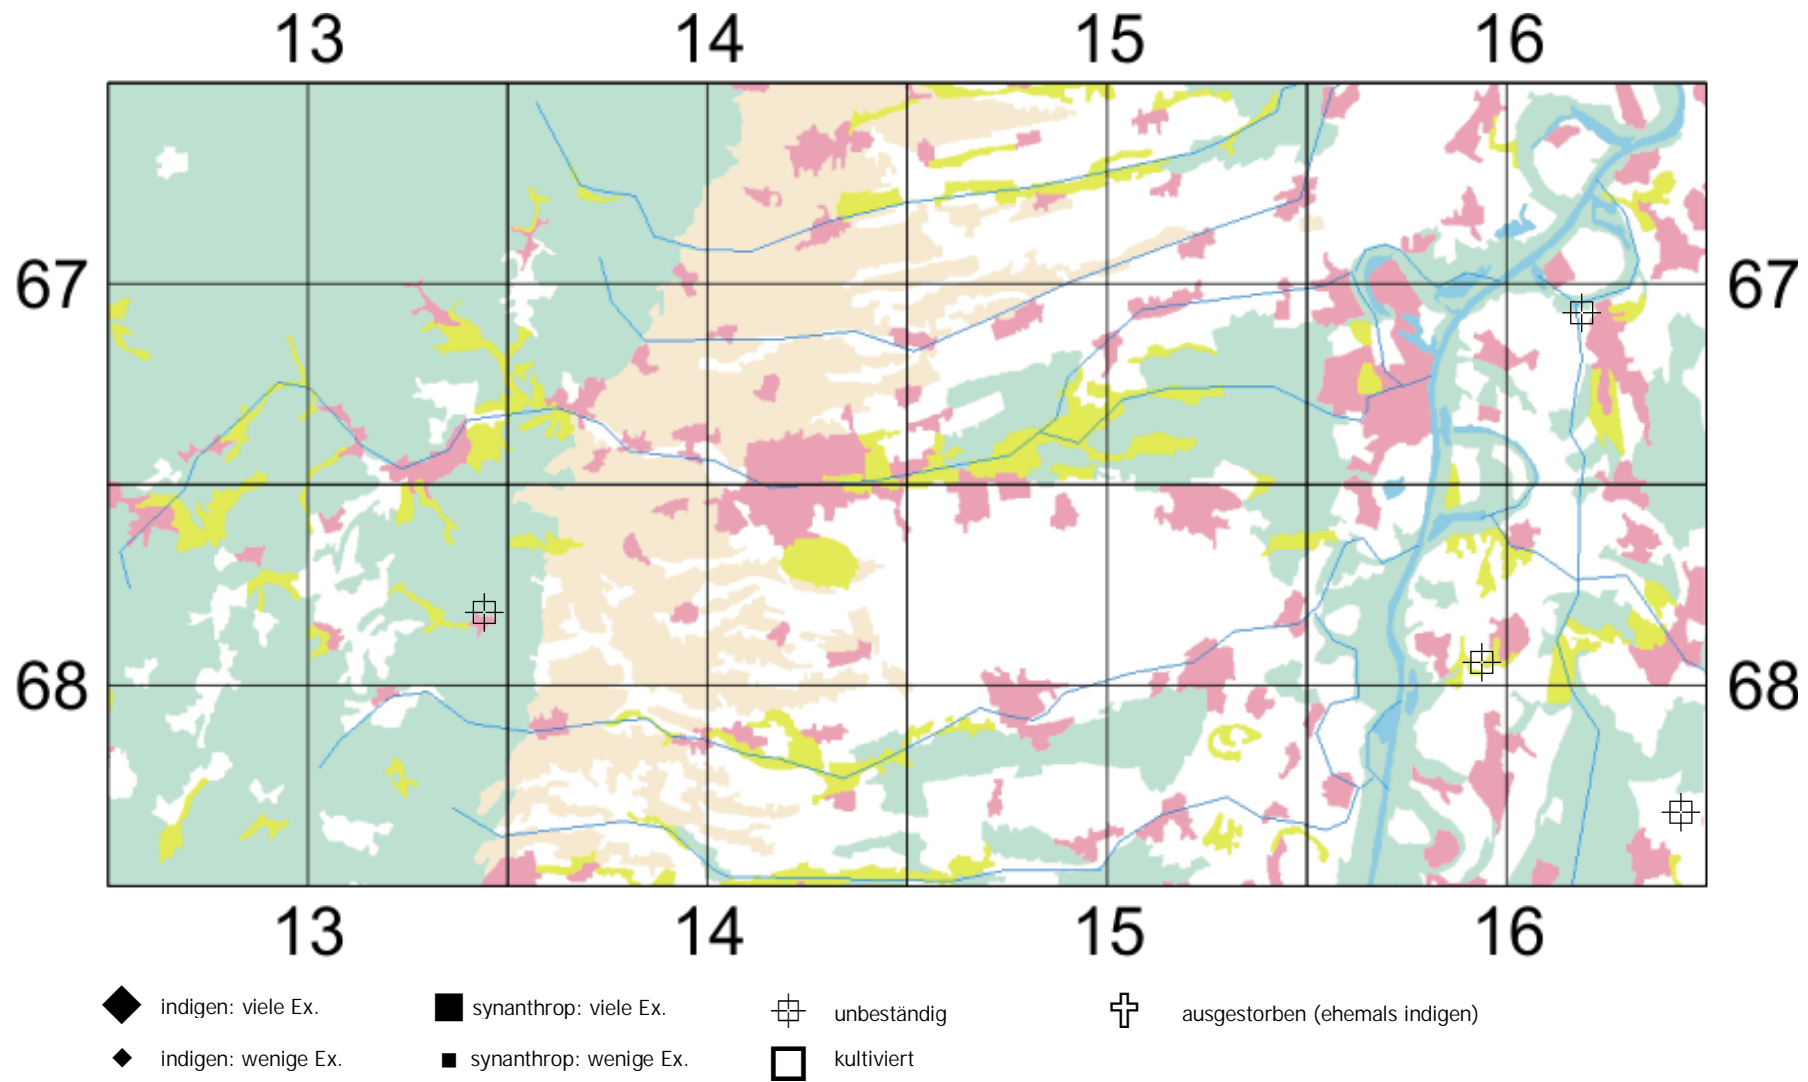 13 14 15 16
67 67
68 68
13 14 15 16
indigen: viele Ex. synanthrop: viele Ex. unbeständig ausgestorben (ehemals indigen)
indigen: wenige Ex. synanthrop: wenige Ex. kultiviert